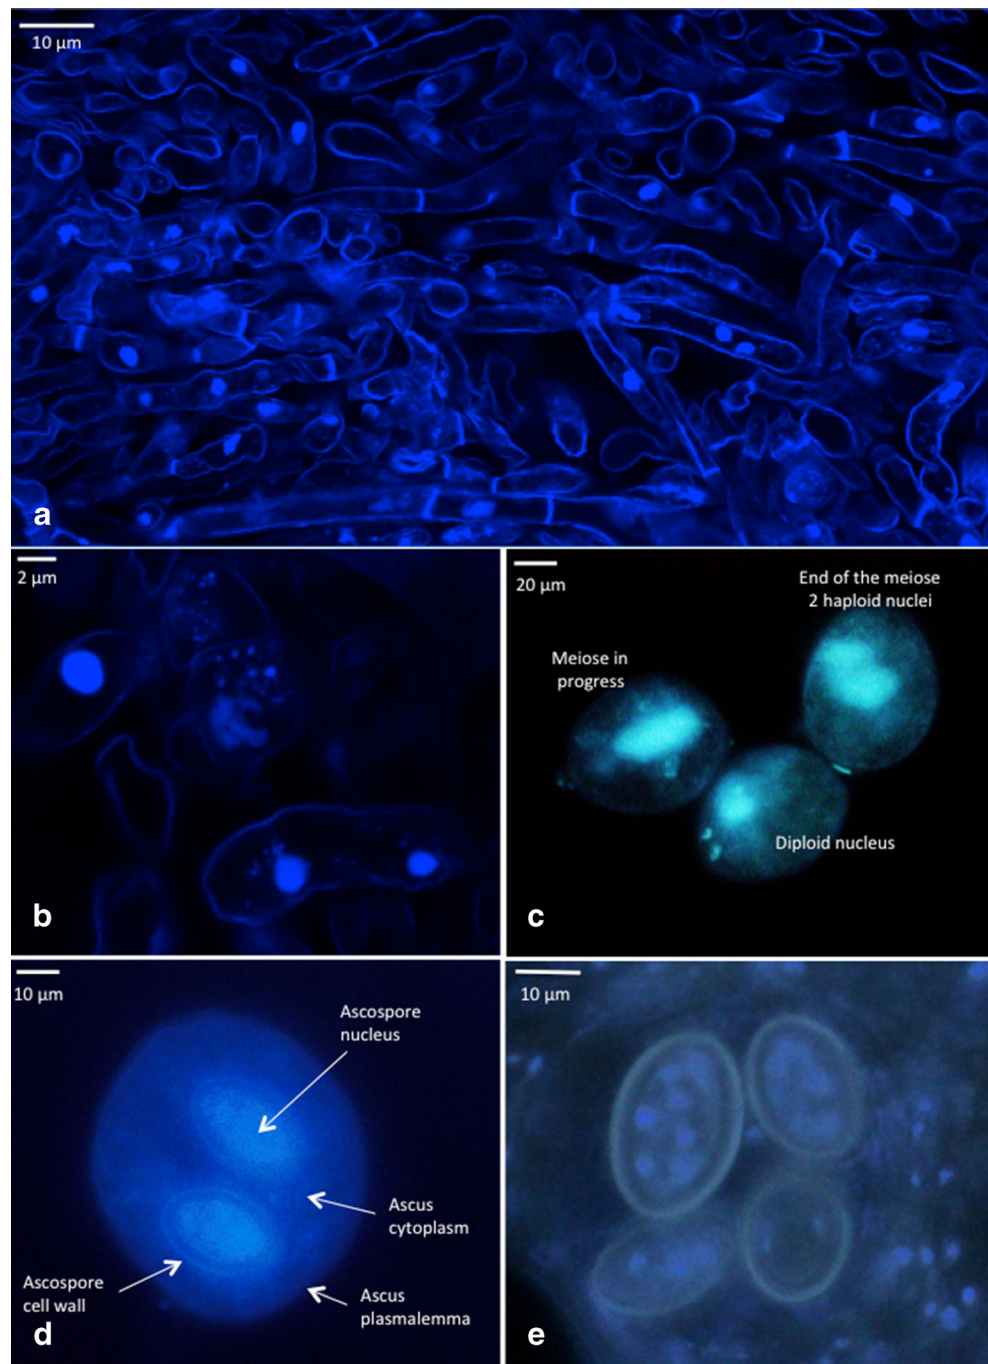 10 μm
a
2 μm
b
20 μm
End of the meiose
2 haploid nuclei
Meiose in
progress
Diploid nucleus
c
10 μm
Ascospore
nucleus
Ascus
cytoplasm
Ascospore
cell wall
Ascus
plasmalemma
d
10 μm
e